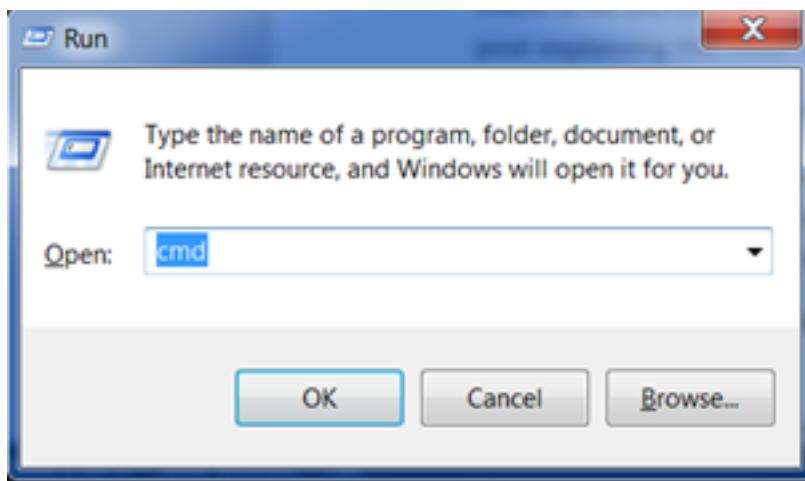 Run
Type the name of a program, folder, document, or
Internet resource, and Windows will open it for you.
Open:
cmd
OK
Cancel
Browse...